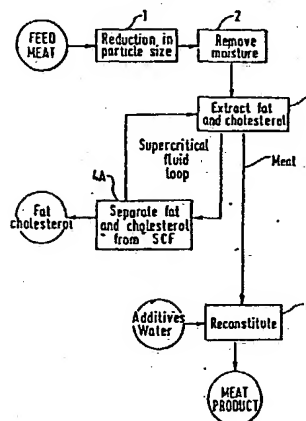 1
2
FEED
MEAT
Reduction in
particle size
Remove
moisture
Extract fat
and cholesterol
Supercritical
fluid
loop
Meat
4A
Fat
cholesterol
Separate fat
and cholesterol
from SCF
Additives
Water
Reconstitute
MEAT
PRODUCT